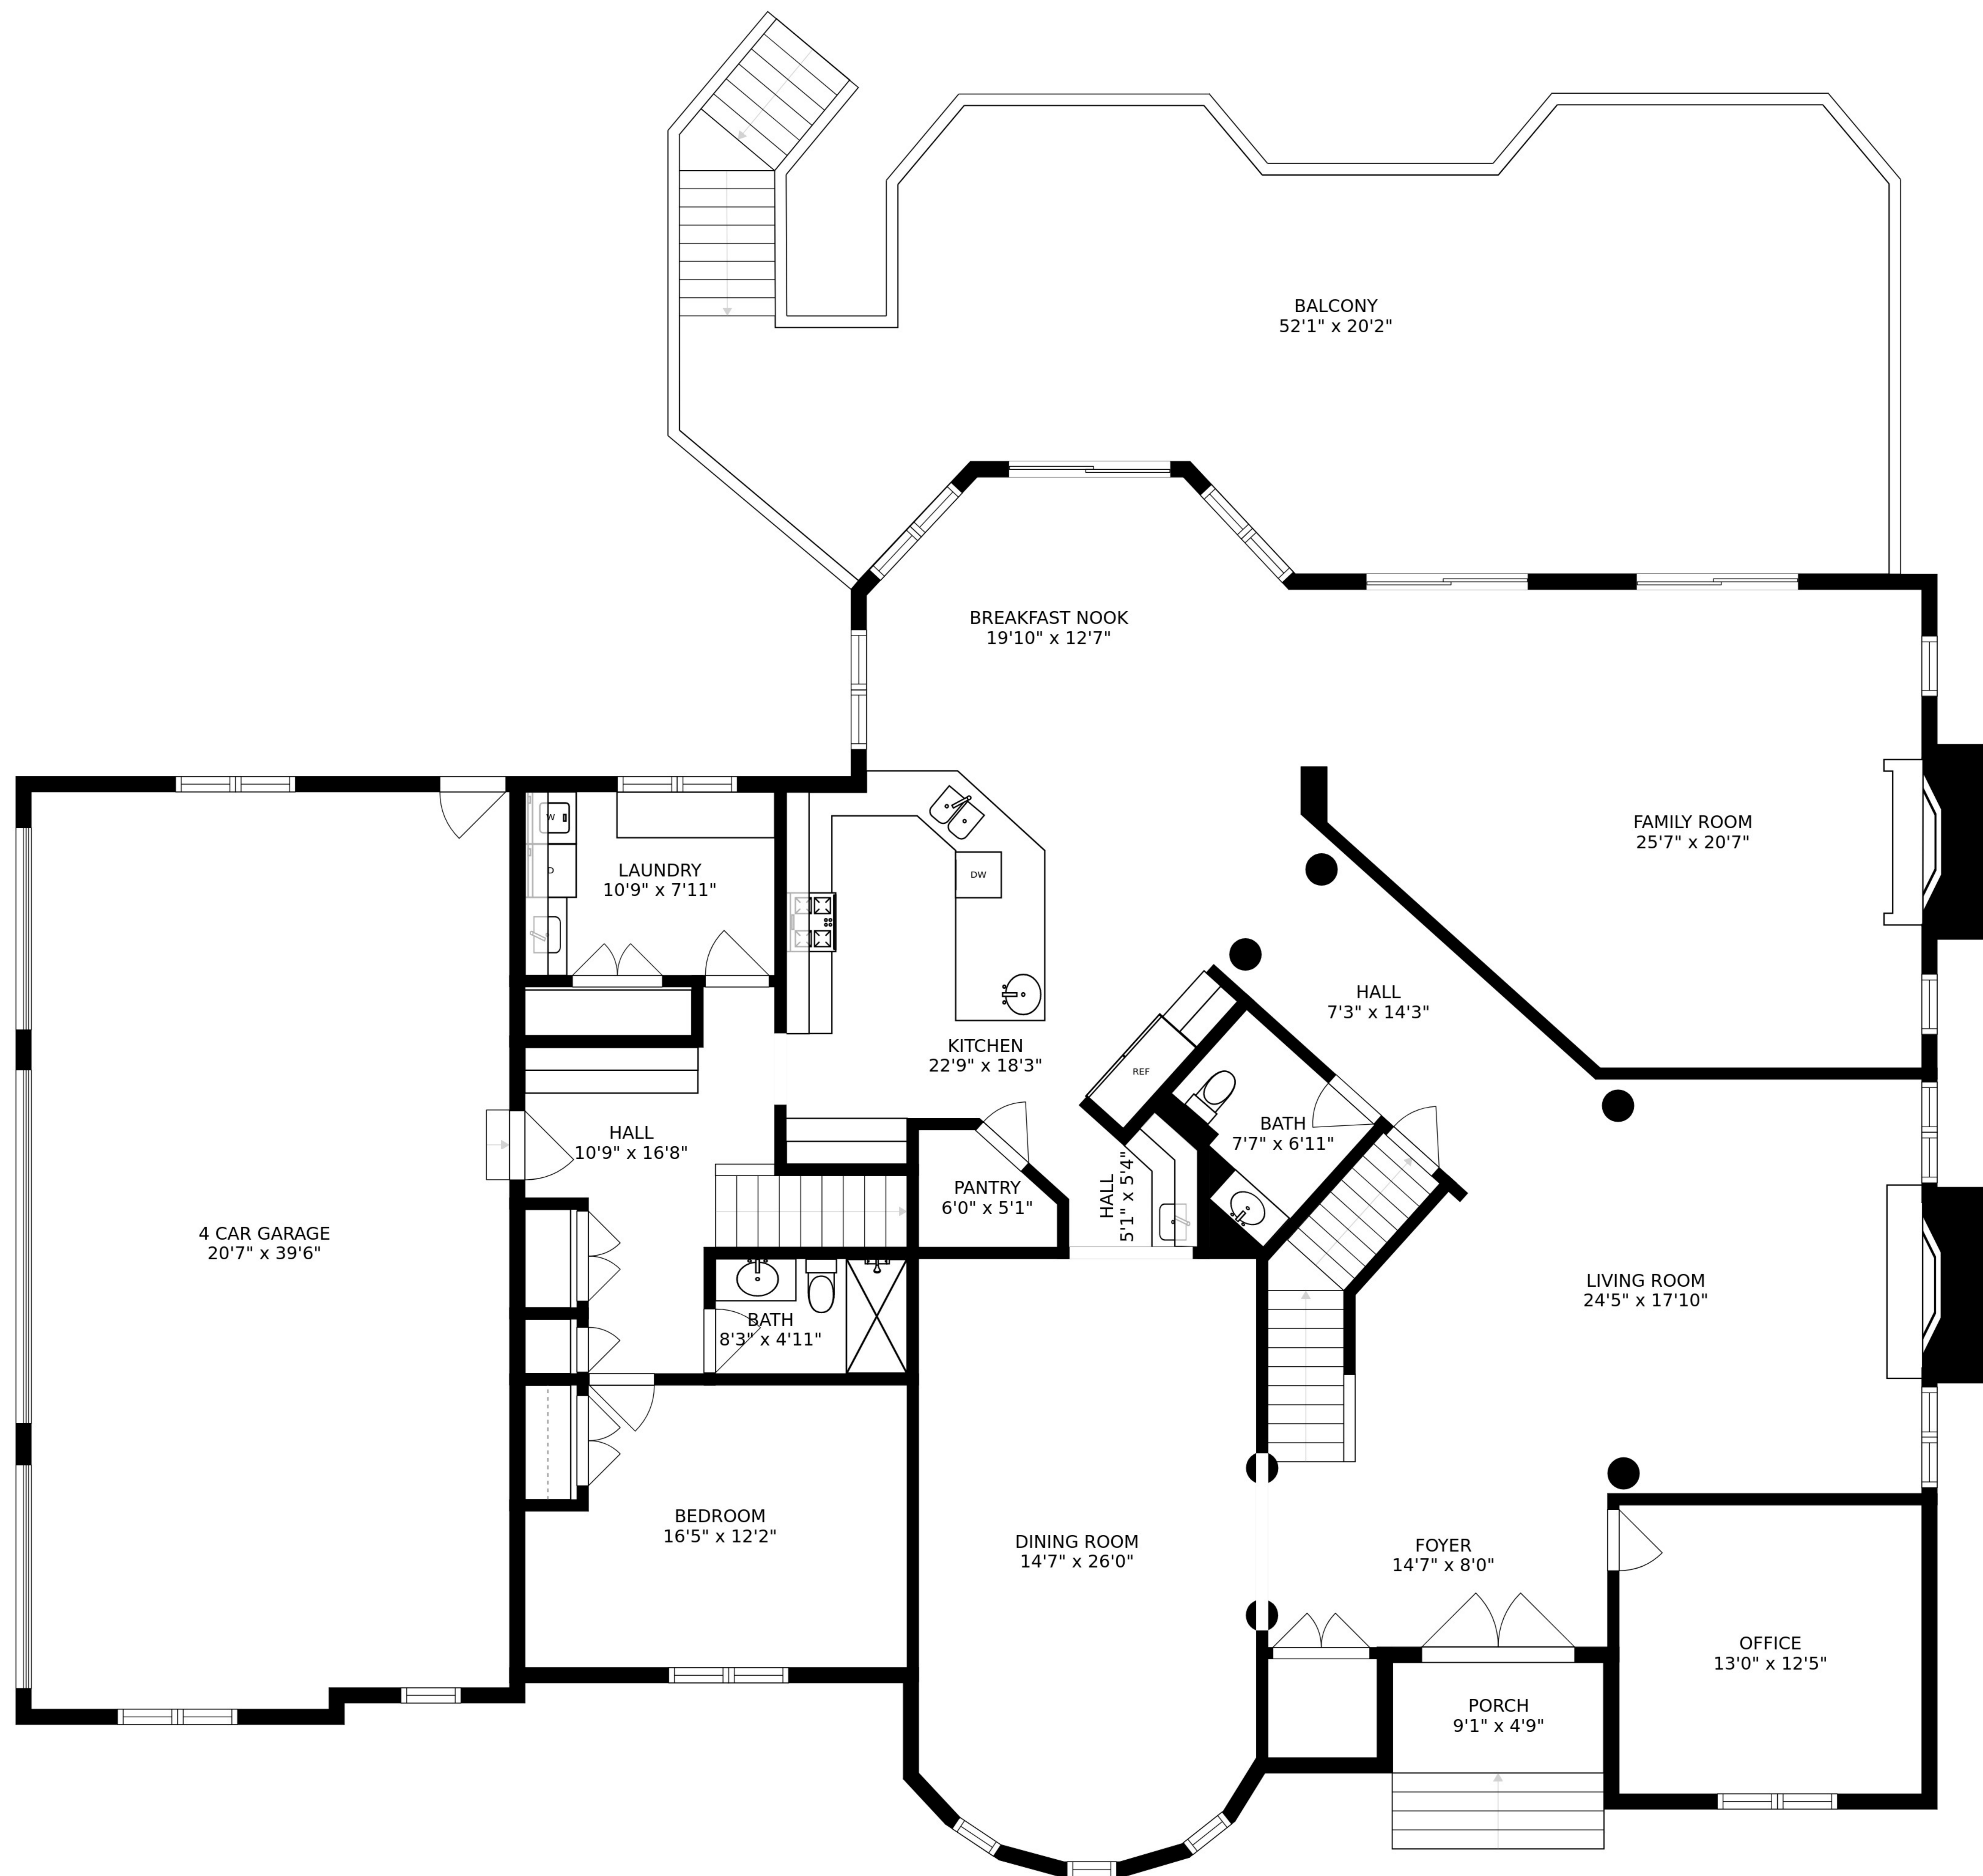 BALCONY
52'1" x 20'2"
BREAKFAST NOOK
19'10" x 12'7"
FAMILY ROOM
25'7" x 20'7"
W
D
LAUNDRY
10'9" x 7'11"
DW
HALL
7'3" x 14'3"
KITCHEN
22'9" x 18'3"
REF
HALL
10'9" x 16'8"
BATH
7'7" x 6'11"
PANTRY
6'0" x 5'1"
HALL
5'1" x 5'4"
4 CAR GARAGE
20'7" x 39'6"
LIVING ROOM
24'5" x 17'10"
BATH
8'3" x 4'11"
BEDROOM
16'5" x 12'2"
DINING ROOM
14'7" x 26'0"
FOYER
14'7" x 8'0"
OFFICE
13'0" x 12'5"
PORCH
9'1" x 4'9"